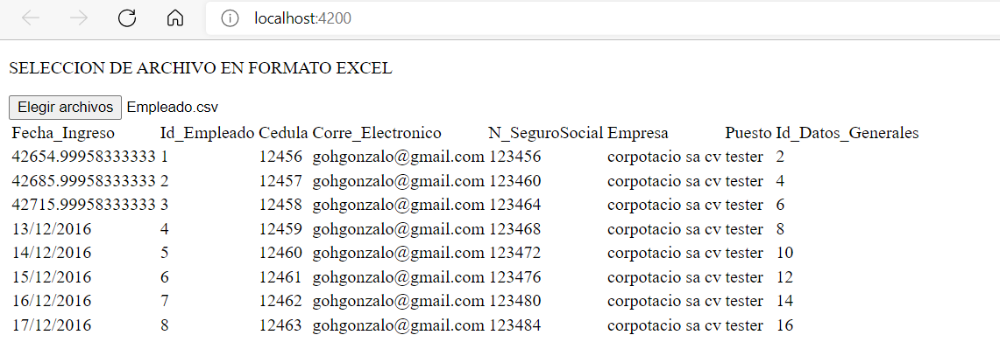 localhost:4200
SELECCION DE ARCHIVO EN FORMATO EXCEL
Elegir archivos Empleado.csv
Fecha_Ingreso Id_Empleado Cedula Corre_Electronico N_SeguroSocial Empresa Puesto Id_Datos_Generales
42654.99958333333 1 12456 gohgonzalo@gmail.com 123456 corpotacio sa cv tester 2
42685.99958333333 2 12457 gohgonzalo@gmail.com 123460 corpotacio sa cv tester 4
42715.99958333333 3 12458 gohgonzalo@gmail.com 123464 corpotacio sa cv tester 6
13/12/2016 4 12459 gohgonzalo@gmail.com 123468 corpotacio sa cv tester 8
14/12/2016 5 12460 gohgonzalo@gmail.com 123472 corpotacio sa cv tester 10
15/12/2016 6 12461 gohgonzalo@gmail.com 123476 corpotacio sa cv tester 12
16/12/2016 7 12462 gohgonzalo@gmail.com 123480 corpotacio sa cv tester 14
17/12/2016 8 12463 gohgonzalo@gmail.com 123484 corpotacio sa cv tester 16